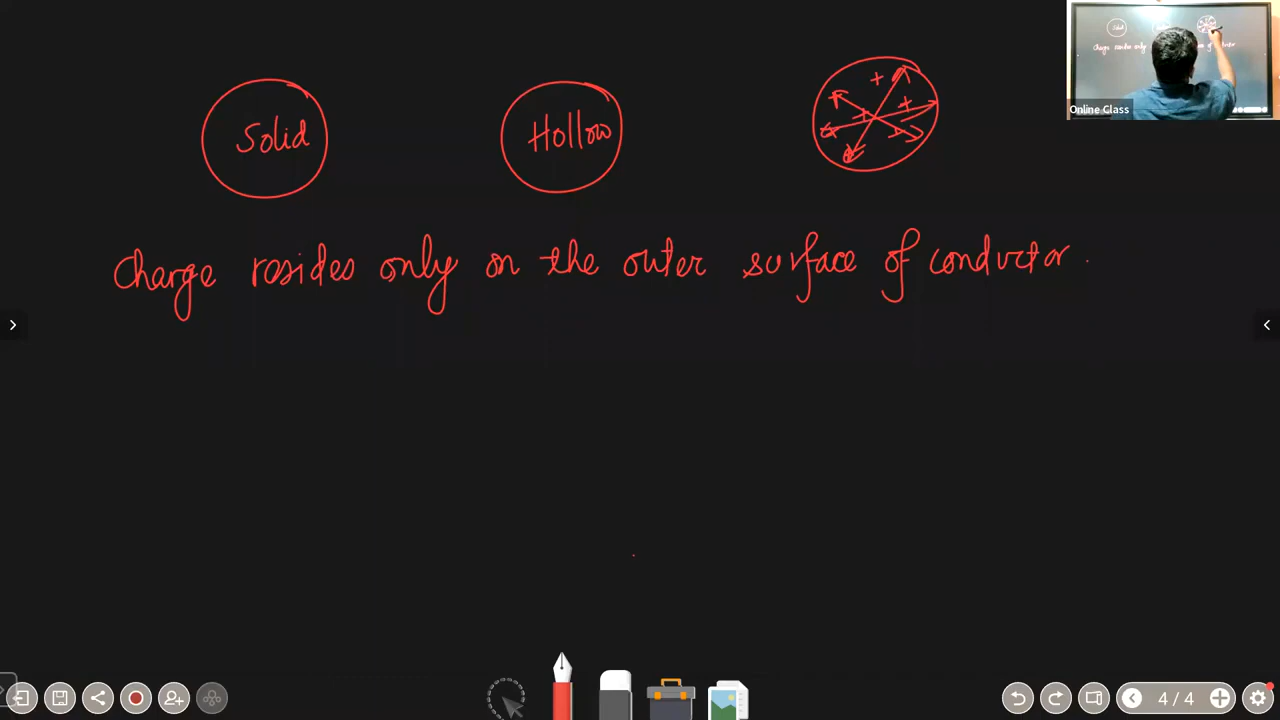 Solid
Hollow
Charge resides only on the outer surface of conductor.
Online Class
4/4